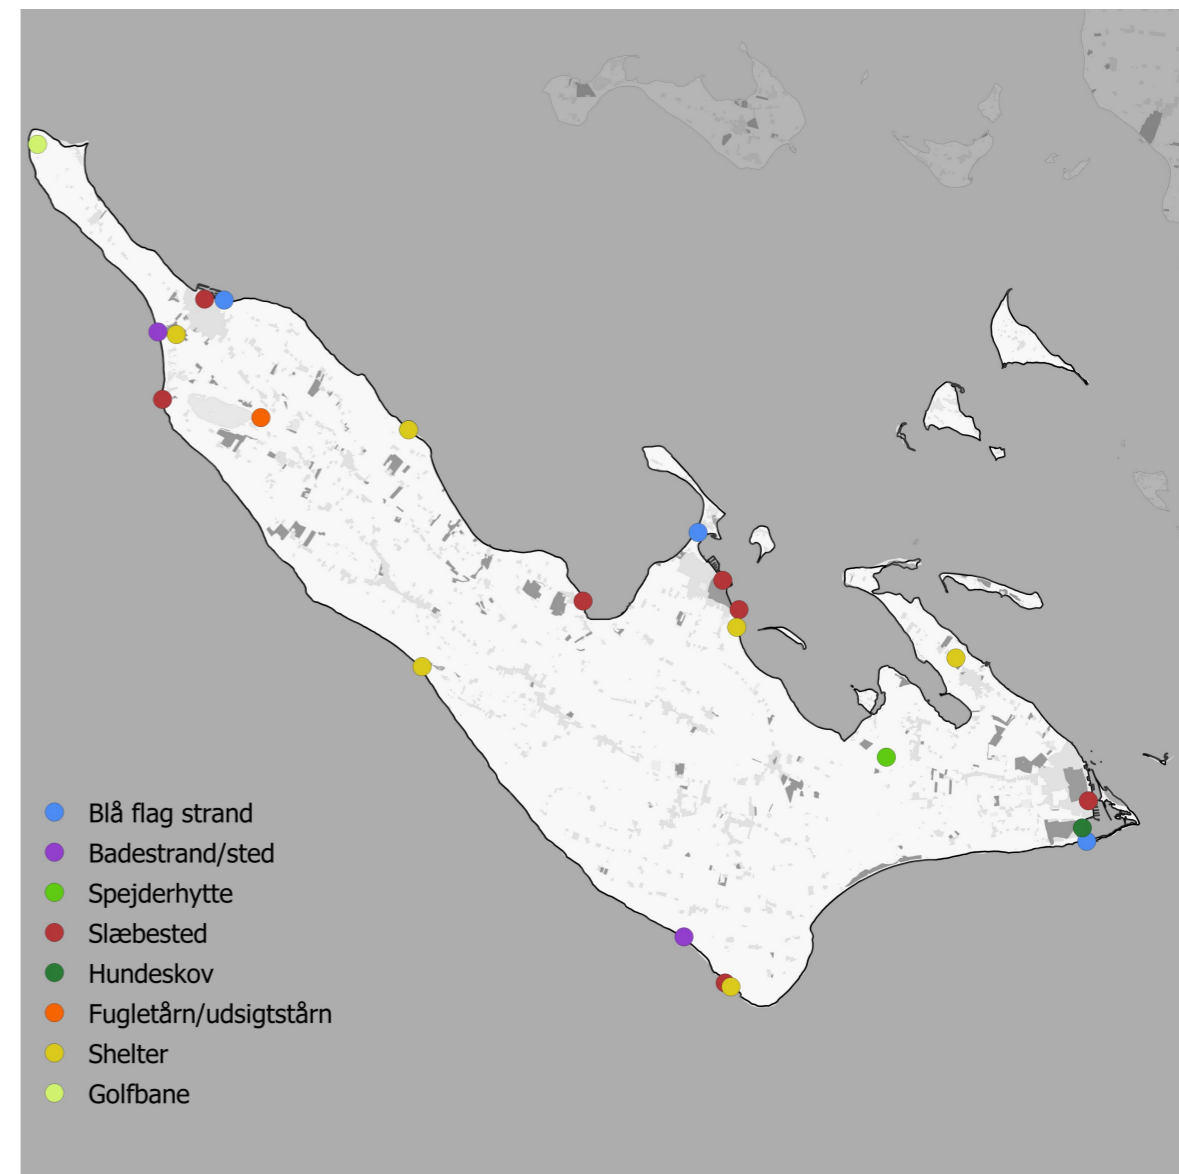 Blå flag strand
Badestrand/sted
Spejderhytte
Slæbested
Hundeskov
Fugletårn/udsigtstårn
Shelter
Golfbane